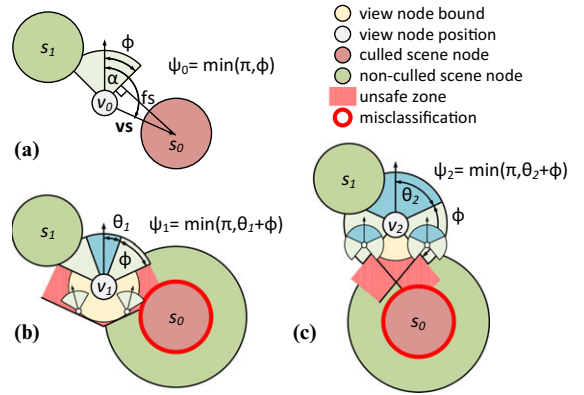 s1
ϕ
α
ψ0= min(π,ϕ)
v0
fs
vs
s0
(a)
view node bound
view node position
culled scene node
non-culled scene node
unsafe zone
misclassification
s1
θ1
ψ1= min(π,θ1+ϕ)
ϕ
v1
s0
(b)
s1
ψ2= min(π,θ2+ϕ)
θ2
ϕ
v2
s0
(c)